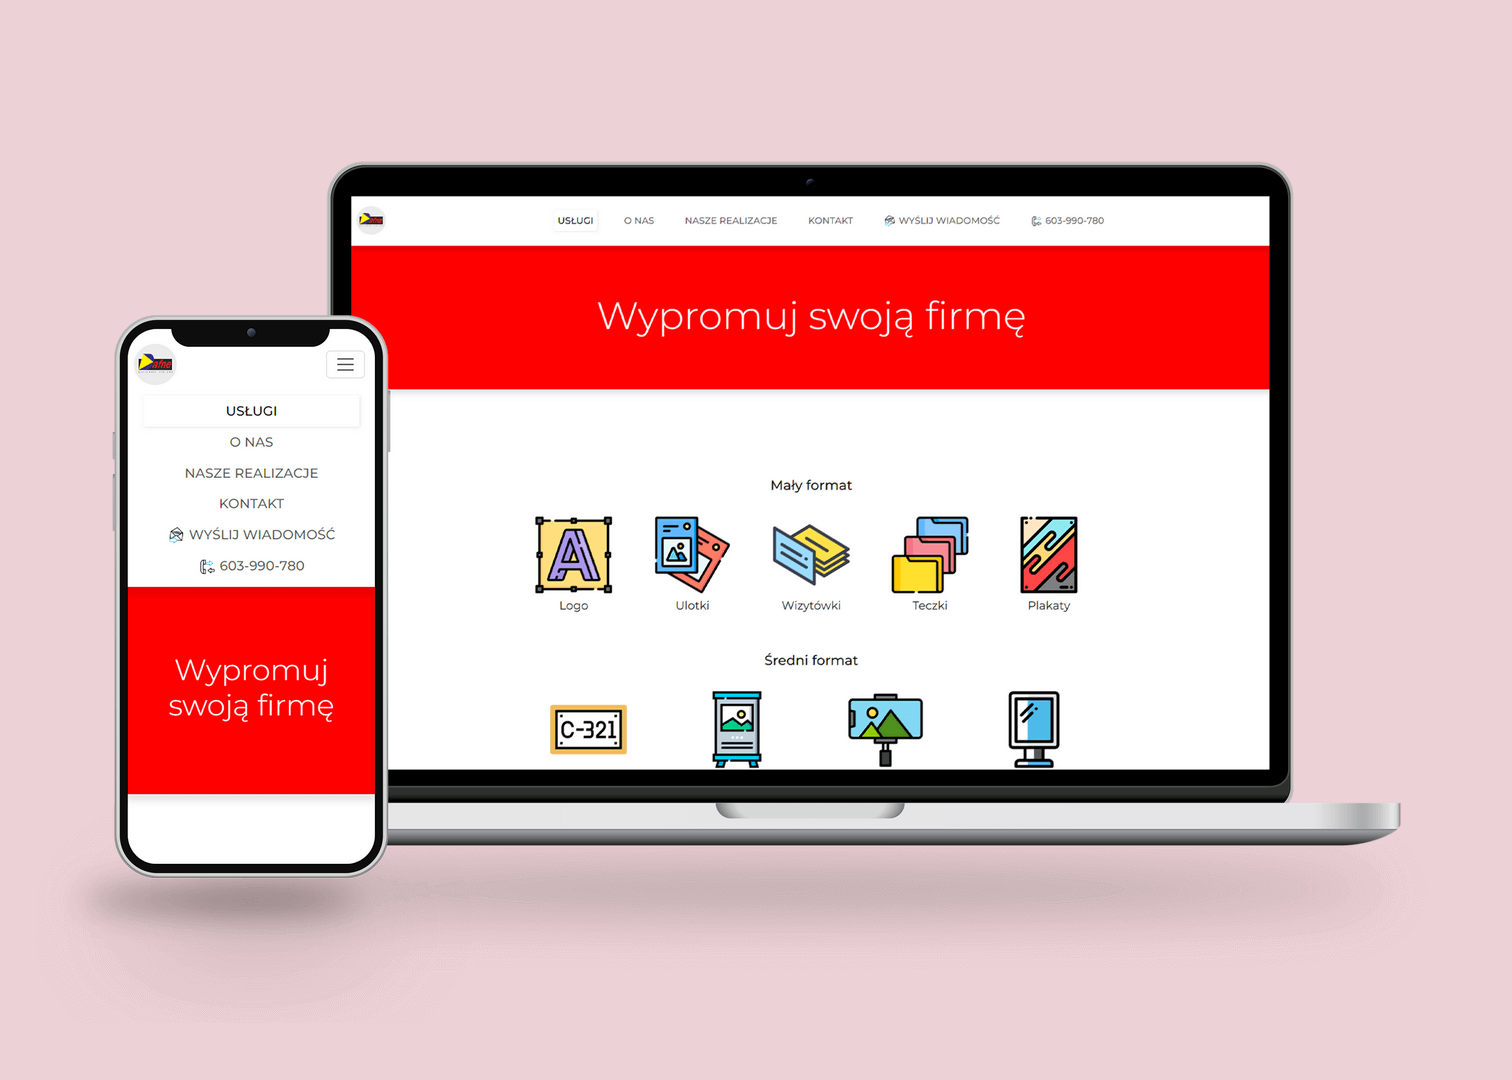 USŁUGI O NAS NASZE REALIZACJE KONTAKT WYŚLIJ WIADOMOŚĆ 603-990-780
Wypromuj swoją firmę
Mały format
Logo Ulotki Wizytówki Teczki Plakaty
Średni format
C-321
USŁUGI
O NAS
NASZE REALIZACJE
KONTAKT
WYŚLIJ WIADOMOŚĆ
603-990-780
Wypromuj
swoją firmę